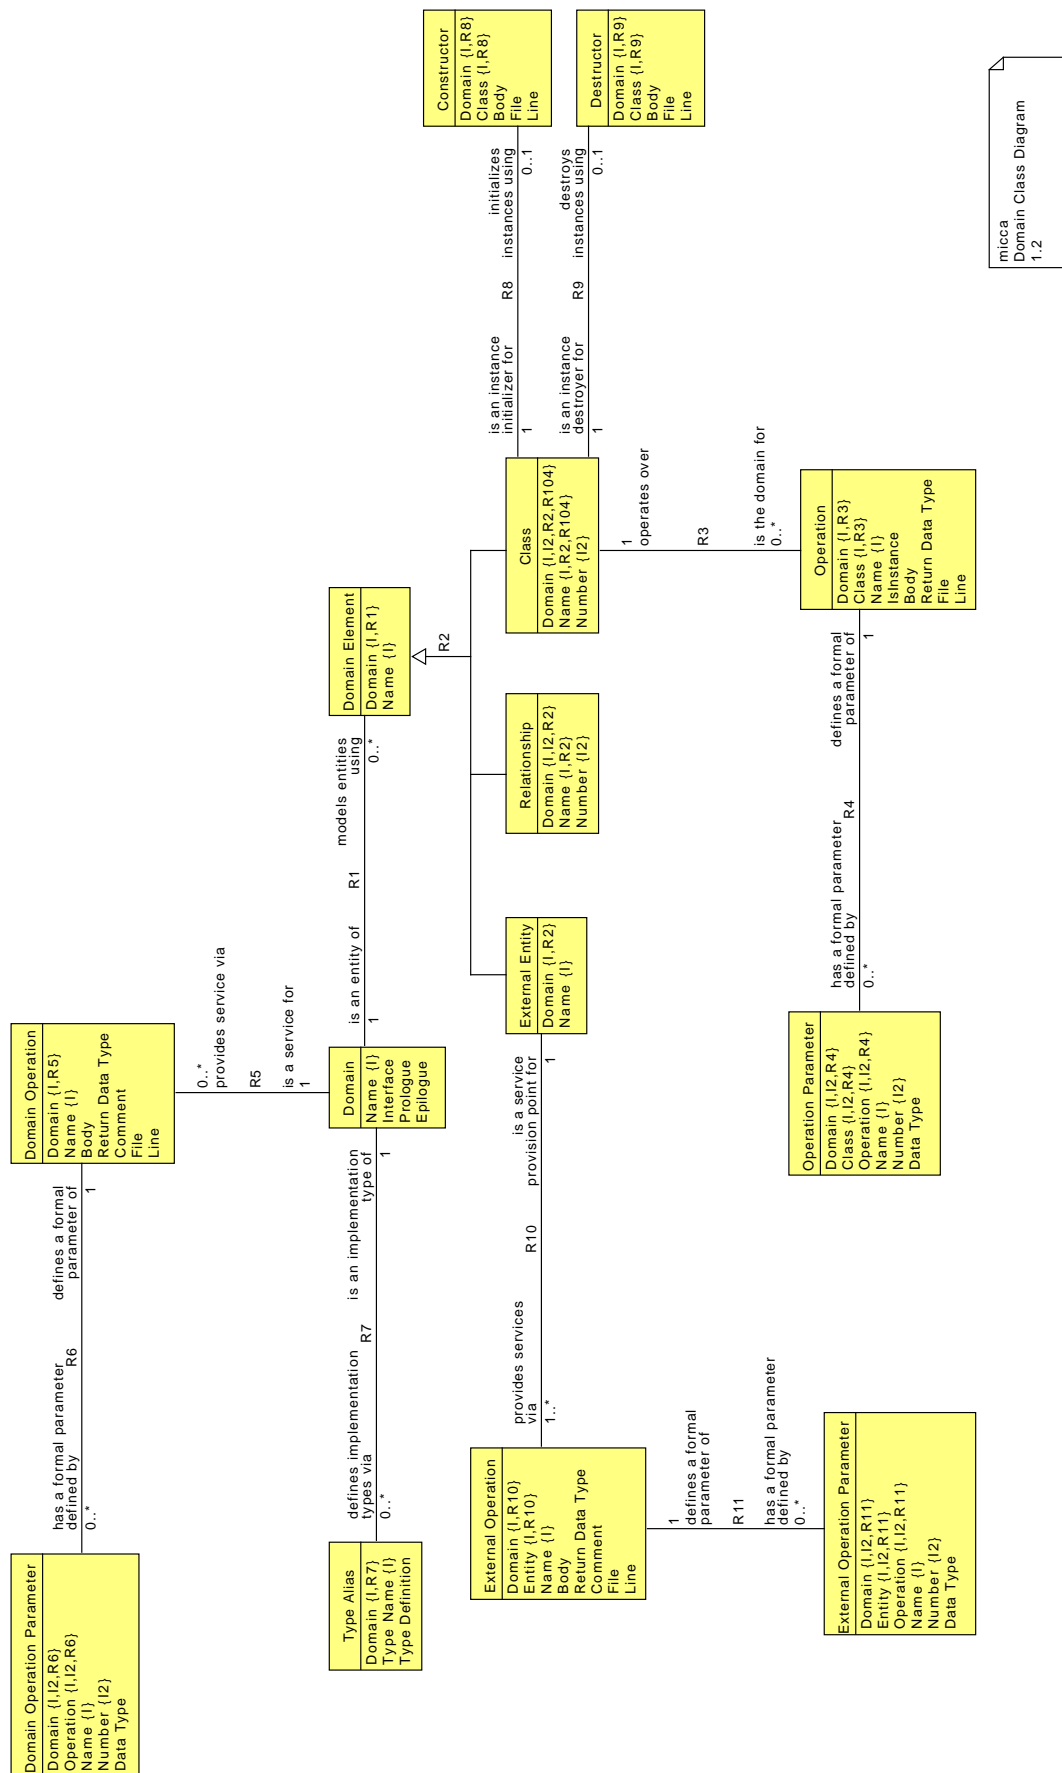 Domain Operation Parameter
Domain {I,I2,R6}
Operation {I,I2,R6}
Name {I}
Number {I2}
Data Type
has a formal parameter
defined by
0..*
R6
defines a formal
parameter of
1
Domain Operation
Domain {I,R5}
Name {I}
Body
Return Data Type
Comment
File
Line
0..*
provides service via
R5
is a service for
1
Type Alias
Domain {I,R7}
Type Name {I}
Type Definition
defines implementation
types via
0..*
R7
is an implementation
type of
1
Domain
Name {I}
Interface
Prologue
Epilogue
is an entity of
1
R1
models entities
using
0..*
Domain Element
Domain {I,R1}
Name {I}
R2
Constructor
Domain {I,R8}
Class {I,R8}
Body
File
Line
initializes
instances using
0..1
R8
is an instance
initializer for
1
Destructor
Domain {I,R9}
Class {I,R9}
Body
File
Line
destroys
instances using
0..1
R9
is an instance
destroyer for
1
External Operation
Domain {I,R10}
Entity {I,R10}
Name {I}
Body
Return Data Type
Comment
File
Line
provides services
via
1..*
R10
is a service
provision point for
1
External Entity
Domain {I,R2}
Name {I}
Relationship
Domain {I,I2,R2}
Name {I,R2}
Number {I2}
Class
Domain {I,I2,R2,R104}
Name {I,R2,R104}
Number {I2}
1
operates over
R3
is the domain for
0..*
1
defines a formal
parameter of
R11
has a formal parameter
defined by
0..*
External Operation Parameter
Domain {I,I2,R11}
Entity {I,I2,R11}
Operation {I,I2,R11}
Name {I}
Number {I2}
Data Type
Operation Parameter
Domain {I,I2,R4}
Class {I,I2,R4}
Operation {I,I2,R4}
Name {I}
Number {I2}
Data Type
has a formal parameter
defined by
0..*
R4
defines a formal
parameter of
1
Operation
Domain {I,R3}
Class {I,R3}
Name {I}
IsInstance
Body
Return Data Type
File
Line
micca
Domain Class Diagram
1.2